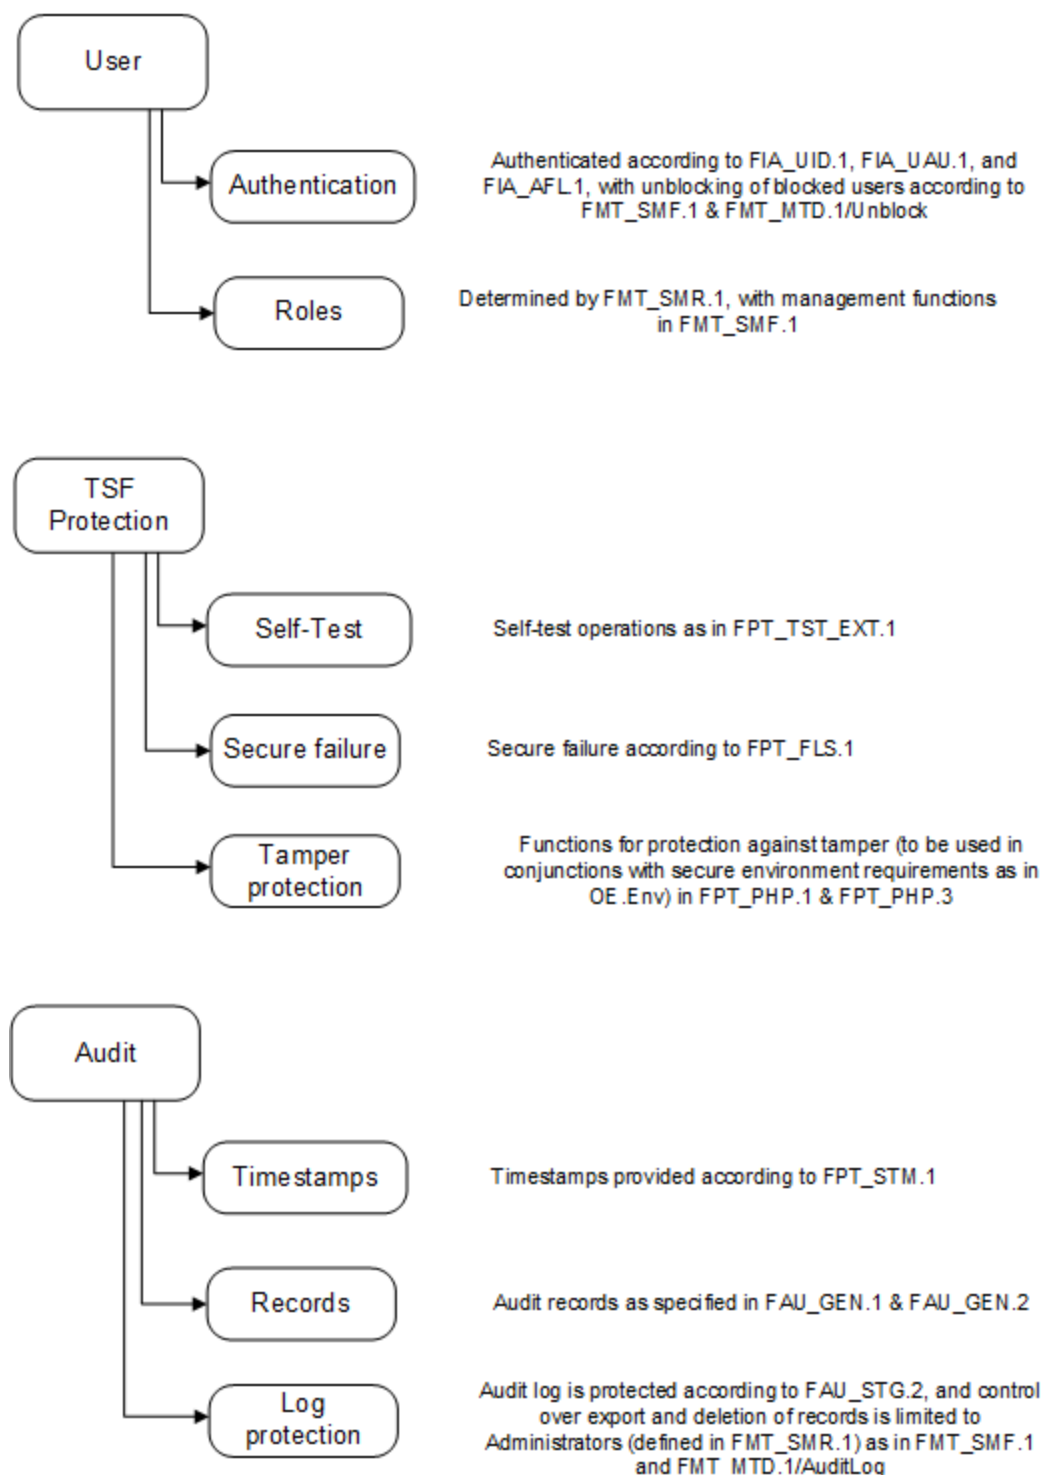 User
Authentication
Authenticated according to FIA_UID.1, FIA_UAU.1, and
FIA_AFL.1, with unblocking of blocked users according to
FMT_SMF.1 & FMT_MTD.1/Unblock
Roles
Determined by FMT_SMR.1, with management functions
in FMT_SMF.1
TSF
Protection
Self-Test
Self-test operations as in FPT_TST_EXT.1
Secure failure
Secure failure according to FPT_FLS.1
Tamper
protection
Functions for protection against tamper (to be used in
conjunctions with secure environment requirements as in
OE.Env) in FPT_PHP.1 & FPT_PHP.3
Audit
Timestamps
Timestamps provided according to FPT_STM.1
Records
Audit records as specified in FAU_GEN.1 & FAU_GEN.2
Log
protection
Audit log is protected according to FAU_STG.2, and control
over export and deletion of records is limited to
Administrators (defined in FMT_SMR.1) as in FMT_SMF.1
and FMT_MTD.1/AuditLog